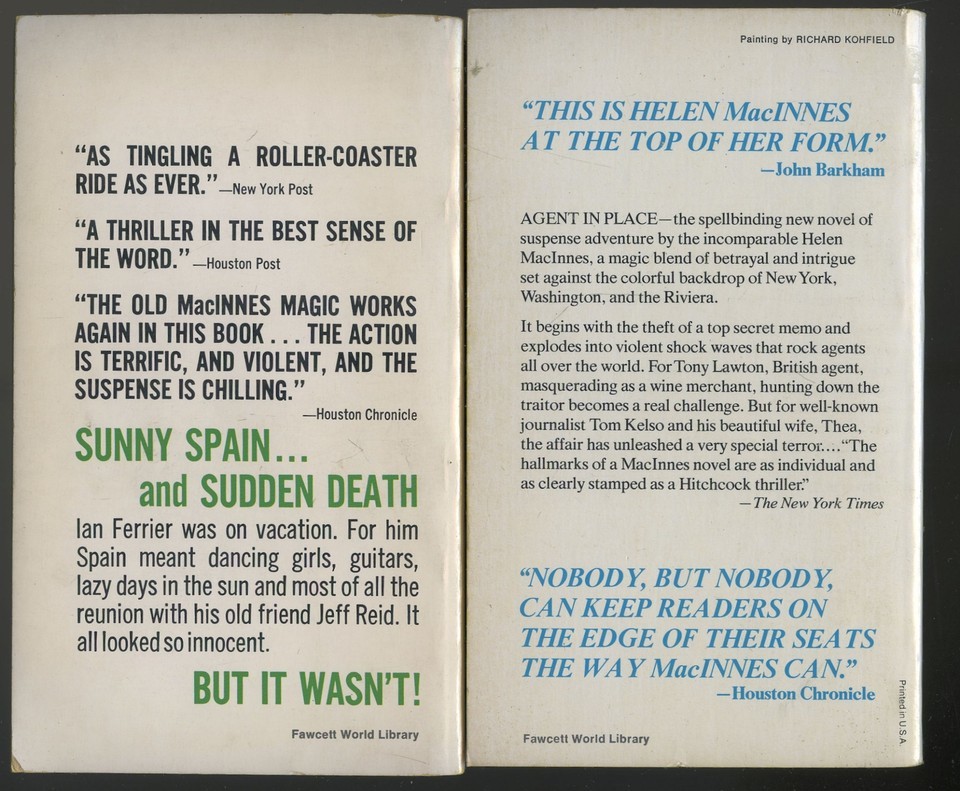 “AS TINGLING A ROLLER-COASTER
RIDE AS EVER.”—New York Post
“A THRILLER IN THE BEST SENSE OF
THE WORD.”—Houston Post
“THE OLD MacINNES MAGIC WORKS
AGAIN IN THIS BOOK . . . THE ACTION
IS TERRIFIC, AND VIOLENT, AND THE
SUSPENSE IS CHILLING.”
—Houston Chronicle
SUNNY SPAIN...
and SUDDEN DEATH
Ian Ferrier was on vacation. For him
Spain meant dancing girls, guitars,
lazy days in the sun and most of all the
reunion with his old friend Jeff Reid. It
all looked so innocent.
BUT IT WASN'T!
Fawcett World Library
Painting by RICHARD KOHFIELD
“THIS IS HELEN MacINNES
AT THE TOP OF HER FORM.”
—John Barkham
AGENT IN PLACE—the spellbinding new novel of
suspense adventure by the incomparable Helen
MacInnes, a magic blend of betrayal and intrigue
set against the colorful backdrop of New York,
Washington, and the Riviera.
It begins with the theft of a top secret memo and
explodes into violent shock waves that rock agents
all over the world. For Tony Lawton, British agent,
masquerading as a wine merchant, hunting down the
traitor becomes a real challenge. But for well-known
journalist Tom Kelso and his beautiful wife, Thea,
the affair has unleashed a very special terror....“The
hallmarks of a MacInnes novel are as individual and
as clearly stamped as a Hitchcock thriller.”
—The New York Times
“NOBODY, BUT NOBODY,
CAN KEEP READERS ON
THE EDGE OF THEIR SEATS
THE WAY MacINNES CAN.”
—Houston Chronicle
Fawcett World Library
Printed in U.S.A